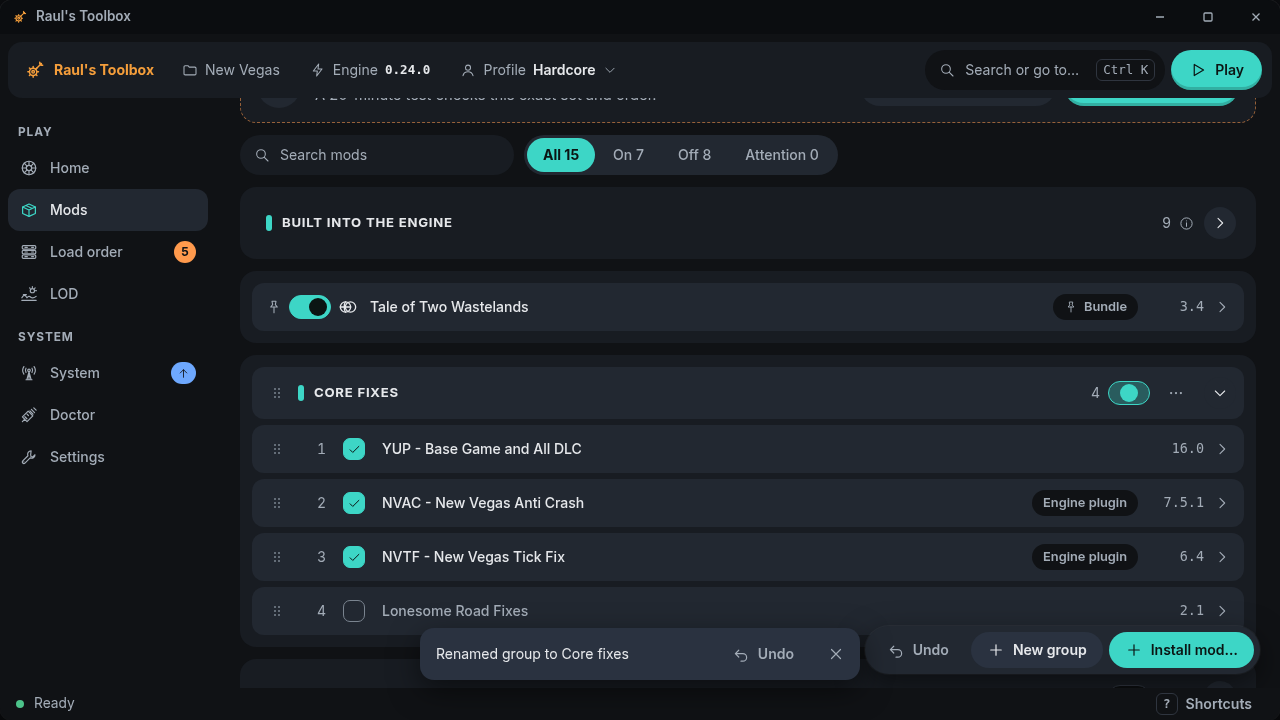 Raul's Toolbox
Raul's Toolbox
New Vegas
Engine 0.24.0
Profile Hardcore
Search or go to...
Ctrl K
Play
PLAY
Home
Mods
Load order 5
LOD
SYSTEM
System
Doctor
Settings
Search mods
All 15
On 7
Off 8
Attention 0
BUILT INTO THE ENGINE
9
Tale of Two Wastelands
Bundle
3.4
CORE FIXES
4
1 YUP - Base Game and All DLC 16.0
2 NVAC - New Vegas Anti Crash Engine plugin 7.5.1
3 NVTF - New Vegas Tick Fix Engine plugin 6.4
4 Lonesome Road Fixes 2.1
Renamed group to Core fixes
Undo
Undo
New group
Install mod...
Ready
? Shortcuts